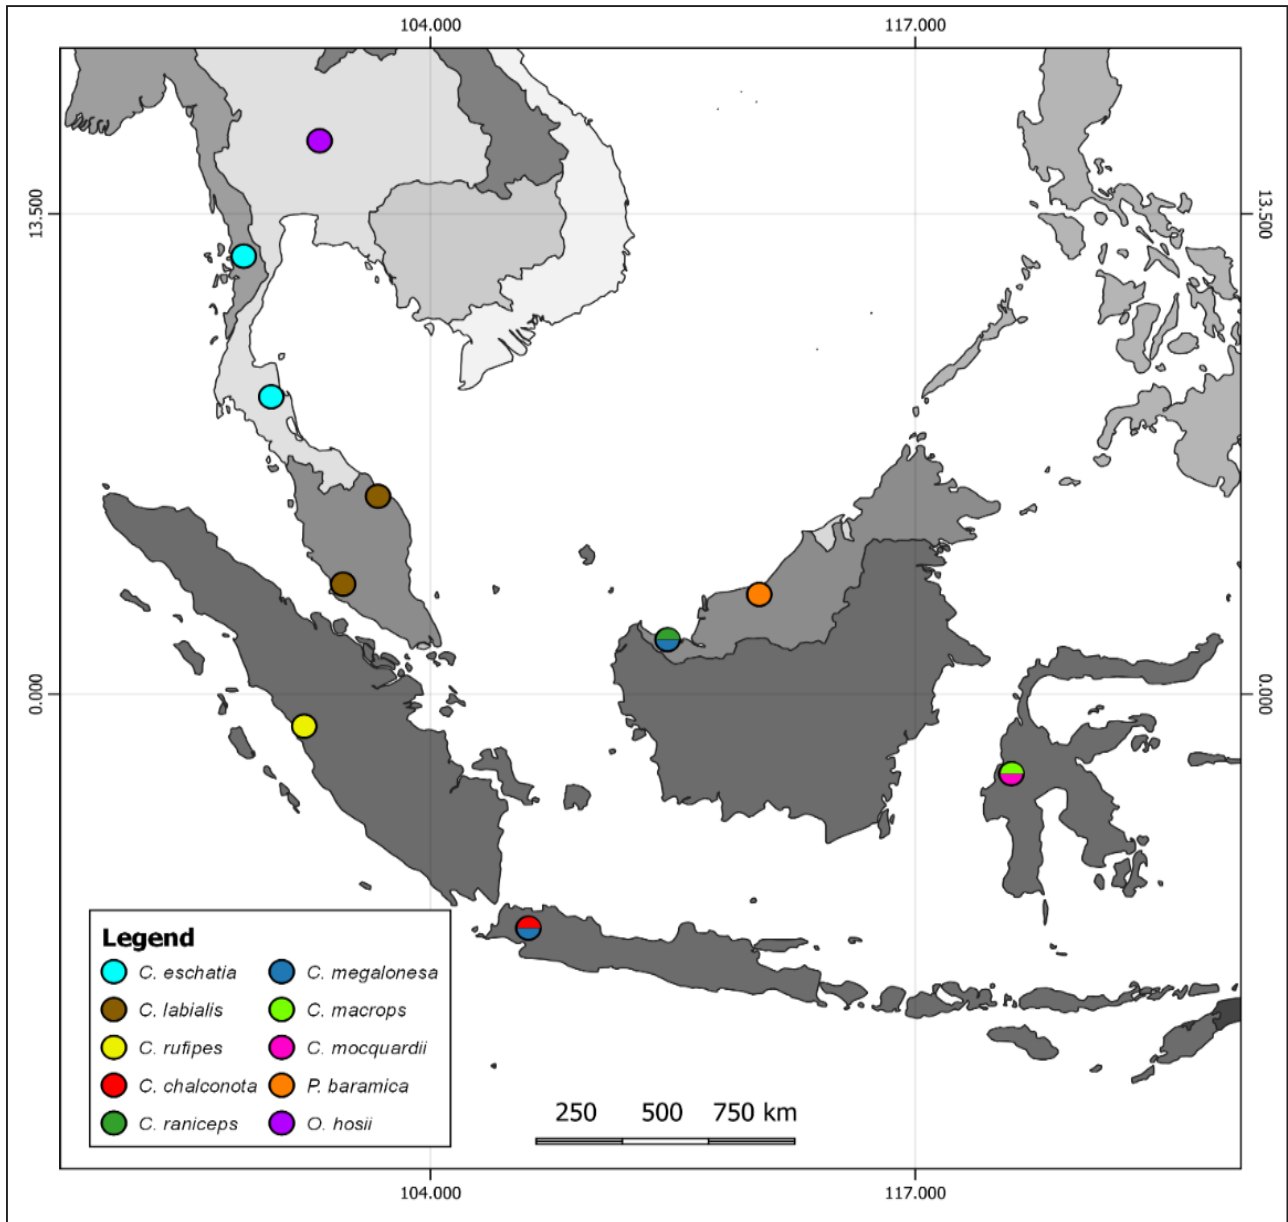 104.000 117.000
13.500 13.500
0.000 0.000
Legend
C. eschatia C. megalonesa
C. labialis C. macrops
C. rufipes C. mocquardii
C. chalconota P. baramica
C. raniceps O. hosii
250 500 750 km
104.000 117.000